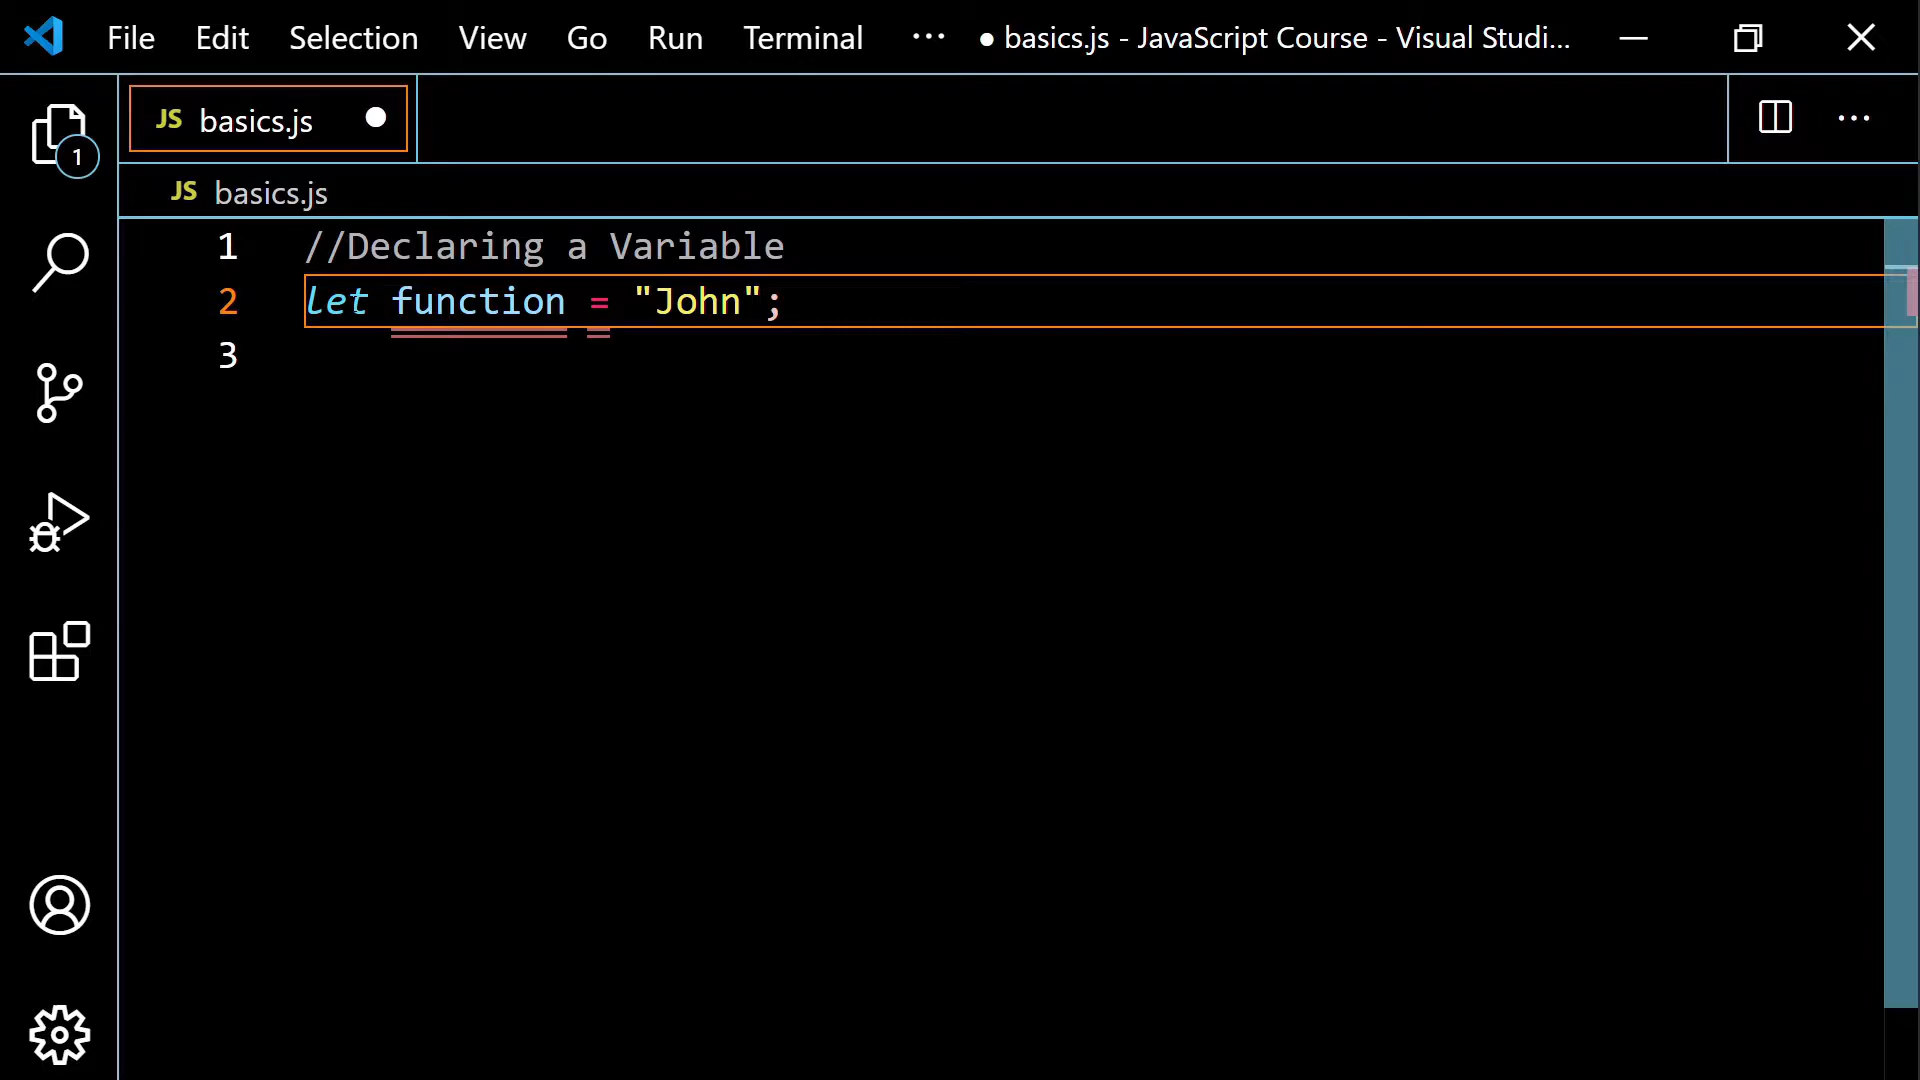 File Edit Selection View Go Run Terminal ··· ● basics.js - JavaScript Course - Visual Studi...
JS basics.js ●
1
JS basics.js
1 //Declaring a Variable
2 let function = "John";
3